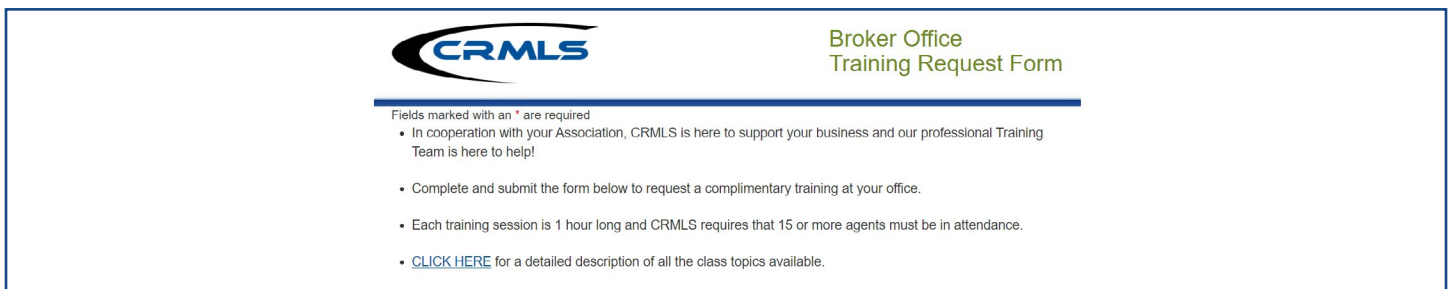 CRMLS
Broker Office
Training Request Form
Fields marked with an * are required
• In cooperation with your Association, CRMLS is here to support your business and our professional Training
Team is here to help!
• Complete and submit the form below to request a complimentary training at your office.
• Each training session is 1 hour long and CRMLS requires that 15 or more agents must be in attendance.
• CLICK HERE for a detailed description of all the class topics available.